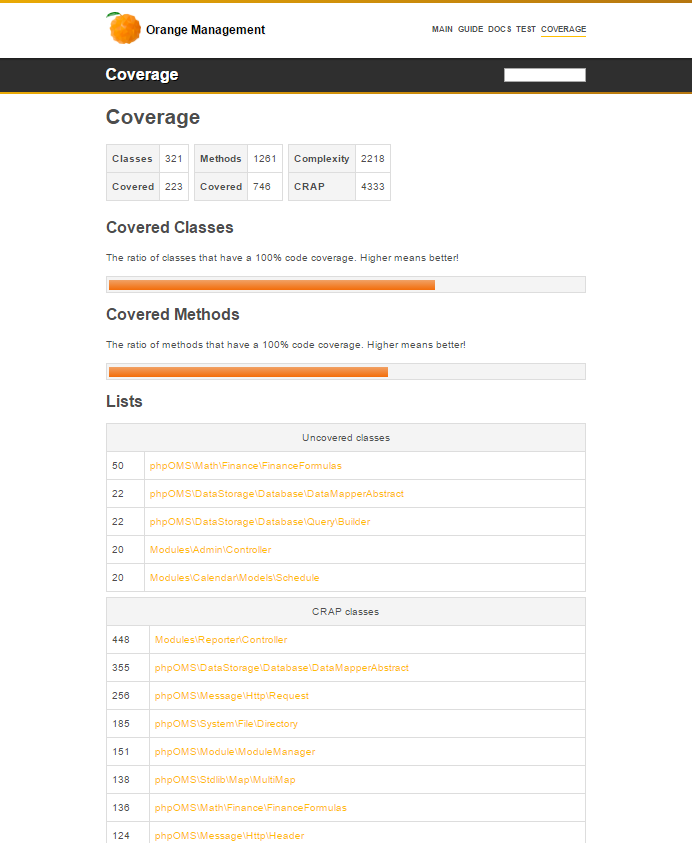 Orange Management
MAIN GUIDE DOCS TEST COVERAGE
Coverage
Coverage
Classes 321 Methods 1261 Complexity 2218
Covered 223 Covered 746 CRAP 4333
Covered Classes
The ratio of classes that have a 100% code coverage. Higher means better!
Covered Methods
The ratio of methods that have a 100% code coverage. Higher means better!
Lists
Uncovered classes
50 phpOMS\Math\Finance\FinanceFormulas
22 phpOMS\DataStorage\Database\DataMapperAbstract
22 phpOMS\DataStorage\Database\Query\Builder
20 Modules\Admin\Controller
20 Modules\Calendar\Models\Schedule
CRAP classes
448 Modules\Reporter\Controller
355 phpOMS\DataStorage\Database\DataMapperAbstract
256 phpOMS\Message\Http\Request
185 phpOMS\System\File\Directory
151 phpOMS\Module\ModuleManager
138 phpOMS\Stdlib\Map\MultiMap
136 phpOMS\Math\Finance\FinanceFormulas
124 phpOMS\Message\Http\Header